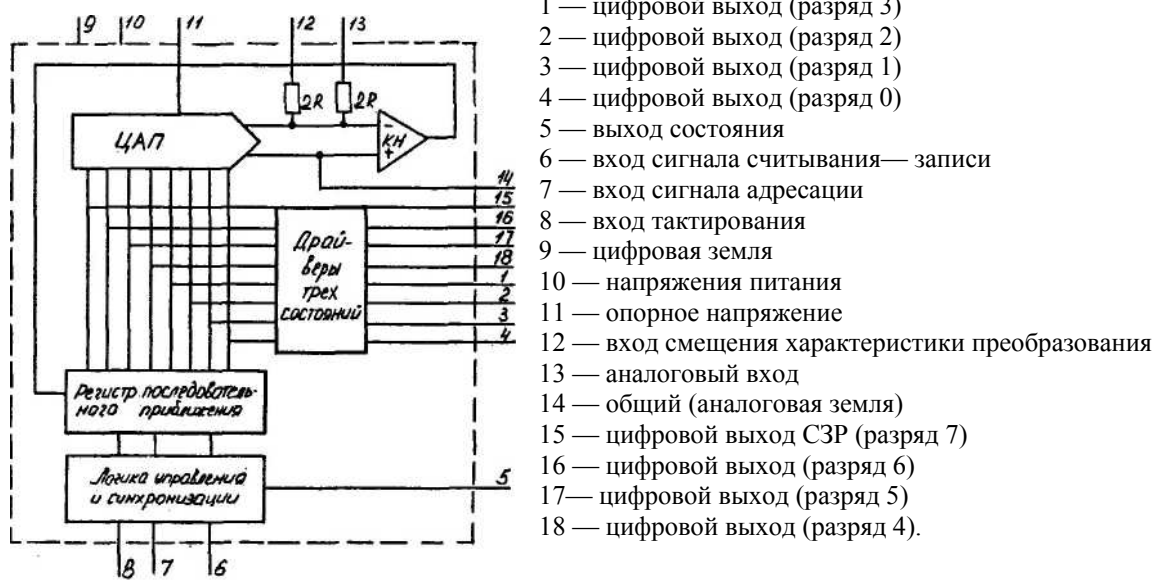 9 10 11 12 13
2R 2R
ЦАП
КН
- 
+
14
15
16
17
18
1
2
3
4
Драй-
веры
трех
состояний
Регистр последователь-
ного приближения
Логика управления
и синхронизации
5
8 7 6
1 — цифровой выход (разряд 3)
2 — цифровой выход (разряд 2)
3 — цифровой выход (разряд 1)
4 — цифровой выход (разряд 0)
5 — выход состояния
6 — вход сигнала считывания— записи
7 — вход сигнала адресации
8 — вход тактирования
9 — цифровая земля
10 — напряжения питания
11 — опорное напряжение
12 — вход смещения характеристики преобразования
13 — аналоговый вход
14 — общий (аналоговая земля)
15 — цифровой выход СЗР (разряд 7)
16 — цифровой выход (разряд 6)
17— цифровой выход (разряд 5)
18 — цифровой выход (разряд 4).